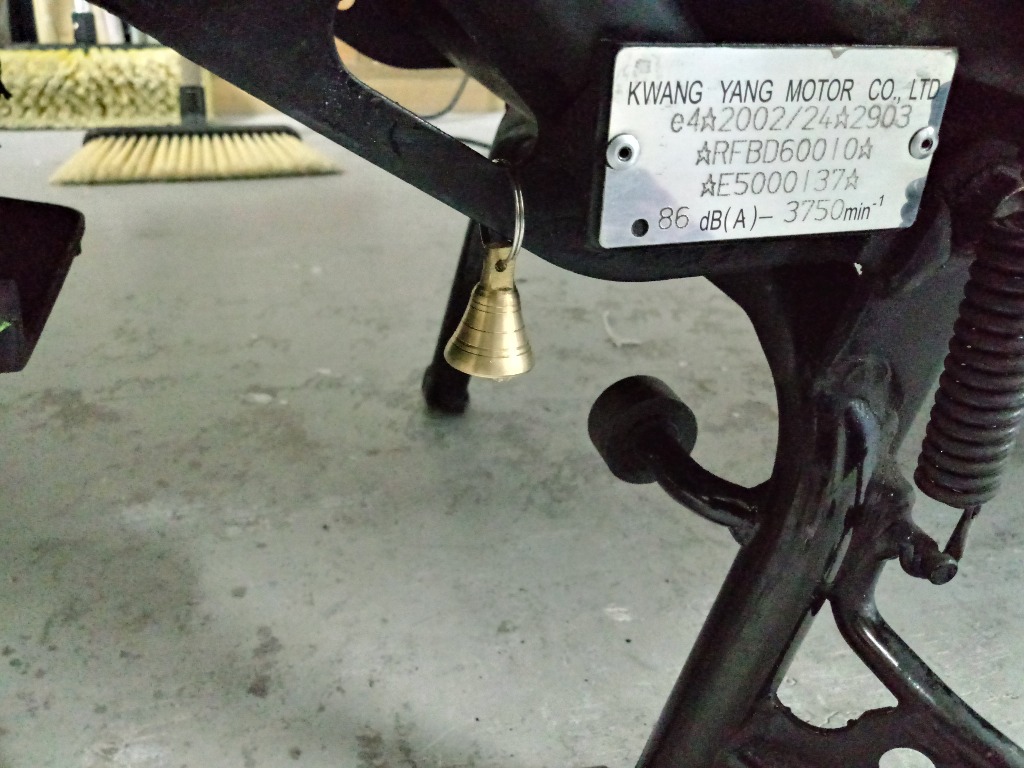 KWANG YANG MOTOR CO., LTD
e4☆2002/24☆2903
☆RFBD60010☆
☆E5000137☆
86 dB(A)- 3750min⁻¹